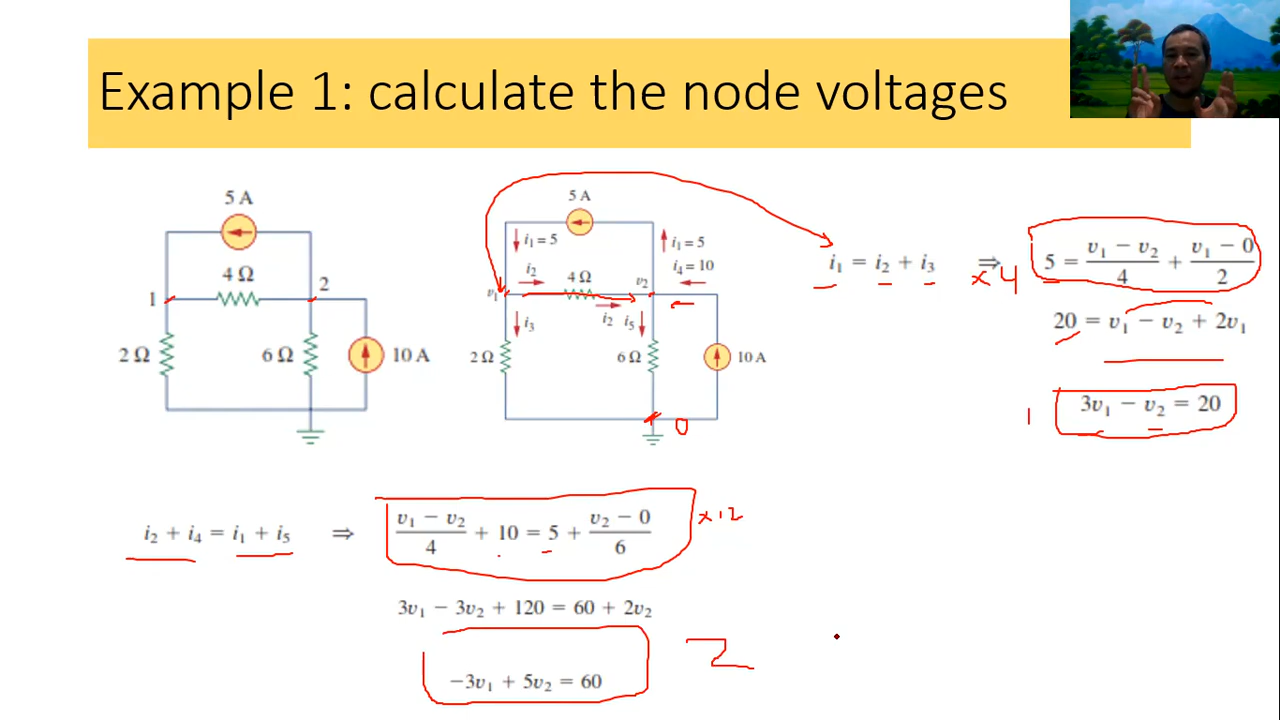 Example 1: calculate the node voltages
5 A
4 Ω
1
2
2 Ω
6 Ω
10 A
5 A
i₁ = 5
i₁ = 5
i₄ = 10
i₂
4 Ω
v₁
v₂
i₃
i₂
i₅
2 Ω
6 Ω
10 A
0
i₁ = i₂ + i₃ ⇒ 5 = (v₁ − v₂)/4 + (v₁ − 0)/2
×4
20 = v₁ − v₂ + 2v₁
1 3v₁ − v₂ = 20
i₂ + i₄ = i₁ + i₅ ⇒ (v₁ − v₂)/4 + 10 = 5 + (v₂ − 0)/6 ×12
3v₁ − 3v₂ + 120 = 60 + 2v₂
−3v₁ + 5v₂ = 60 2